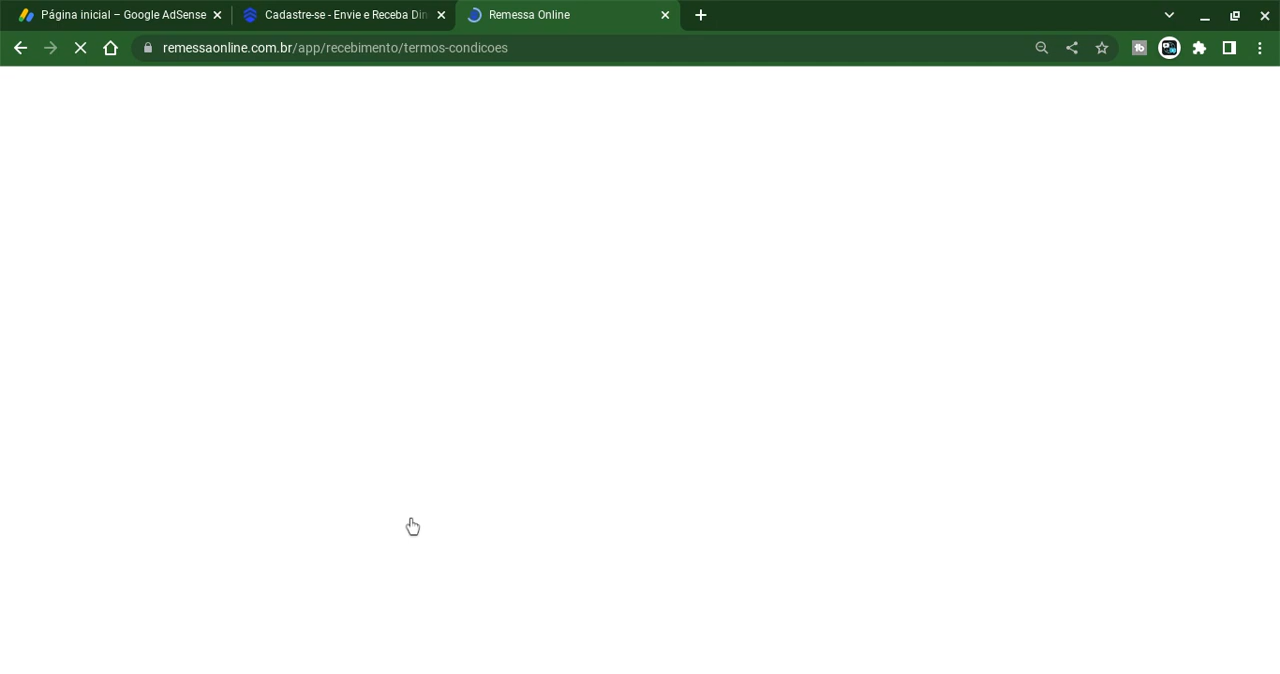 Página inicial – Google AdSense
Cadastre-se - Envie e Receba Din
Remessa Online
remessaonline.com.br/app/recebimento/termos-condicoes